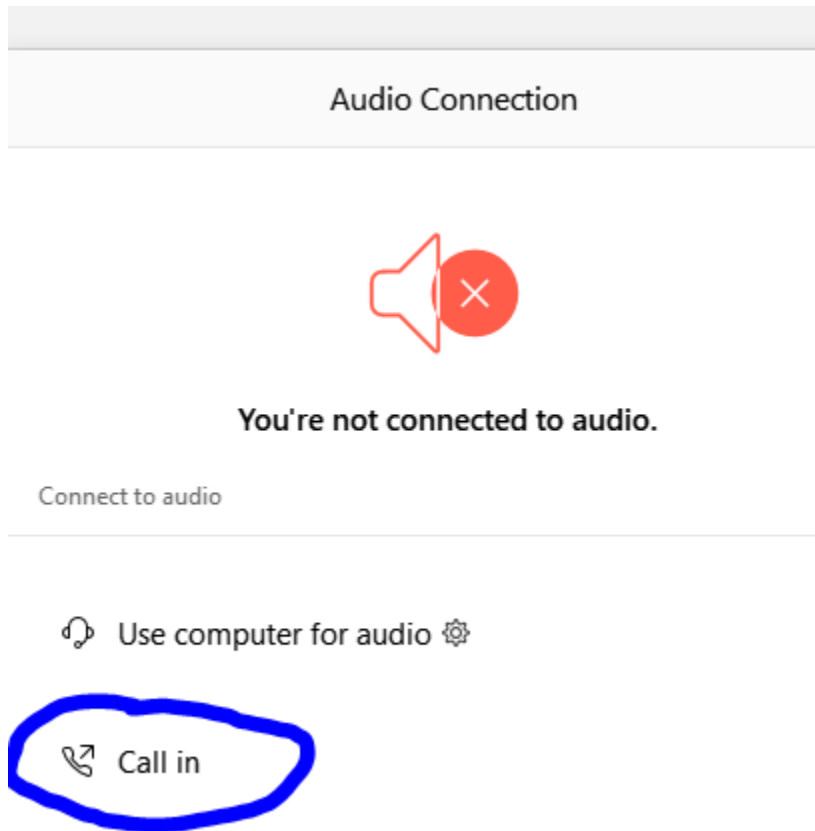 Audio Connection
You're not connected to audio.
Connect to audio
Use computer for audio
Call in